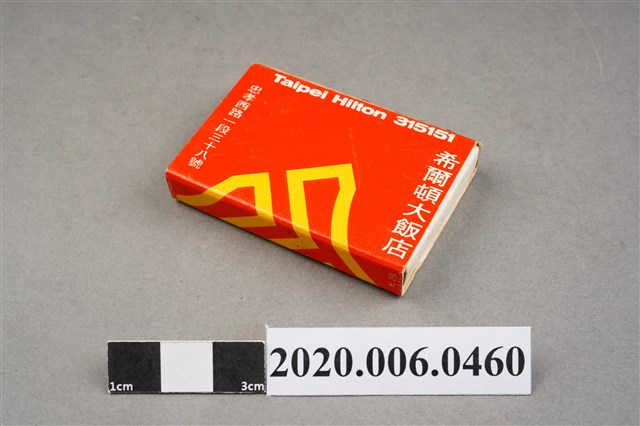 Taipei Hilton 315151
希爾頓大飯店
忠孝西路一段三十八號
1cm
3cm
2020.006.0460